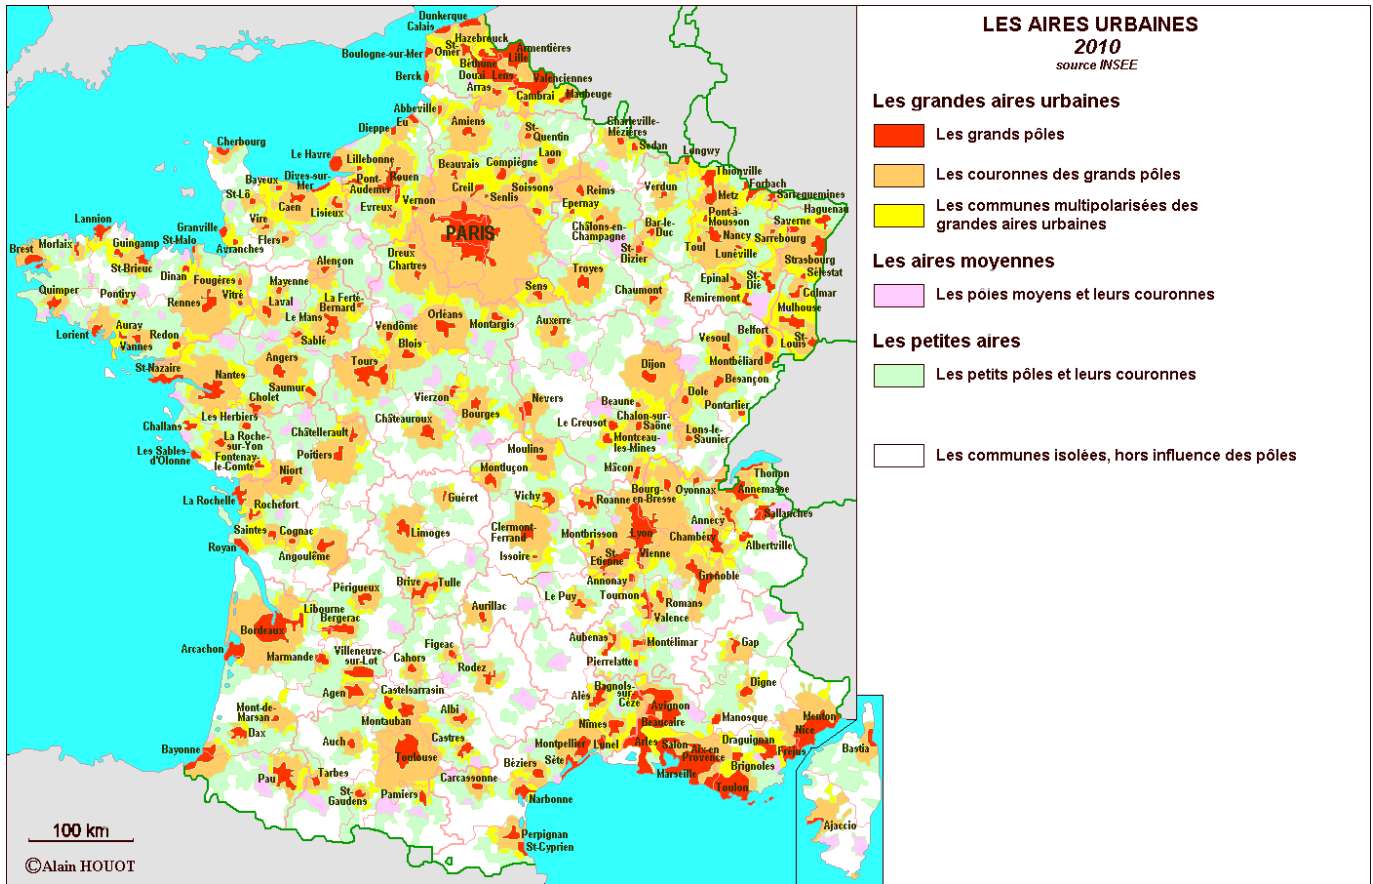 LES AIRES URBAINES
2010
source INSEE
Les grandes aires urbaines
Les grands pôles
Les couronnes des grands pôles
Les communes multipolarisées des
grandes aires urbaines
Les aires moyennes
Les pôles moyens et leurs couronnes
Les petites aires
Les petits pôles et leurs couronnes
Les communes isolées, hors influence des pôles
Dunkerque
Calais
Hazebrouck
St-
Omer
Armentières
Boulogne-sur-Mer
Lille
Béthune
Berck
Douai
Lens
Valenciennes
Arras
Cambrai
Maubeuge
Abbeville
Eu
Dieppe
Amiens
St-
Quentin
Charleville-
Mézières
Sedan
Cherbourg
Le Havre
Lillebonne
Beauvais
Compiègne
Laon
Longwy
Thionville
Forbach
Sarreguemines
Bayeux
Dives-sur-
Mer
Pont-
Audemer
Rouen
Creil
Soissons
Senlis
Reims
Verdun
Metz
Haguenau
St-Lô
Caen
Lisieux
Evreux
Vernon
Epernay
Pont-à-
Mousson
Saverne
Vire
Granville
PARIS
Châlons-en-
Champagne
Bar-le-
Duc
Nancy
Sarrebourg
Lannion
Guingamp
St-Malo
Avranches
Flers
Dreux
St-
Dizier
Toul
Lunéville
Strasbourg
Brest
Morlaix
St-Brieuc
Dinan
Alençon
Chartres
Troyes
Sélestat
Quimper
Pontivy
Fougères
Mayenne
Sens
Chaumont
Epinal
St-
Dié
Colmar
Rennes
Vitré
Laval
La Ferté-
Bernard
Le Mans
Remiremont
Mulhouse
Lorient
Auray
Vannes
Redon
Sablé
Vendôme
Orléans
Montargis
Auxerre
Vesoul
Belfort
St-
Louis
Blois
Montbéliard
St-Nazaire
Nantes
Angers
Tours
Dijon
Besançon
Saumur
Cholet
Vierzon
Bourges
Nevers
Beaune
Dole
Pontarlier
Challans
Les Herbiers
Châtellerault
Châteauroux
Le Creusot
Chalon-sur-
Saône
Montceau-
les-Mines
Lons-le-
Saunier
La Roche-
sur-Yon
Les Sables-
d'Olonne
Fontenay-
le-Comte
Poitiers
Moulins
Niort
Montluçon
Mâcon
Thonon
La Rochelle
Rochefort
Guéret
Vichy
Roanne
Bourg-
en-Bresse
Oyonnax
Annemasse
Sallanches
Saintes
Cognac
Limoges
Clermont-
Ferrand
Montbrison
Lyon
Annecy
Chambéry
Albertville
Royan
Angoulême
Issoire
St-
Etienne
Vienne
Annonay
Grenoble
Périgueux
Brive
Tulle
Le Puy
Tournon
Romans
Valence
Libourne
Bergerac
Aurillac
Bordeaux
Arcachon
Marmande
Villeneuve-
sur-Lot
Figeac
Cahors
Rodez
Aubenas
Montélimar
Gap
Pierrelatte
Digne
Agen
Castelsarrasin
Alès
Bagnols-
sur-
Cèze
Avignon
Mont-de-
Marsan
Montauban
Albi
Manosque
Menton
Nice
Dax
Nîmes
Beaucaire
Draguignan
Bayonne
Auch
Toulouse
Castres
Montpellier
Lunel
Arles
Salon
Aix-en
Provence
Fréjus
Bastia
Brignoles
Pau
Tarbes
Béziers
Sète
Marseille
Toulon
St-
Gaudens
Pamiers
Carcassonne
Narbonne
Ajaccio
Perpignan
St-Cyprien
100 km
©Alain HOUOT